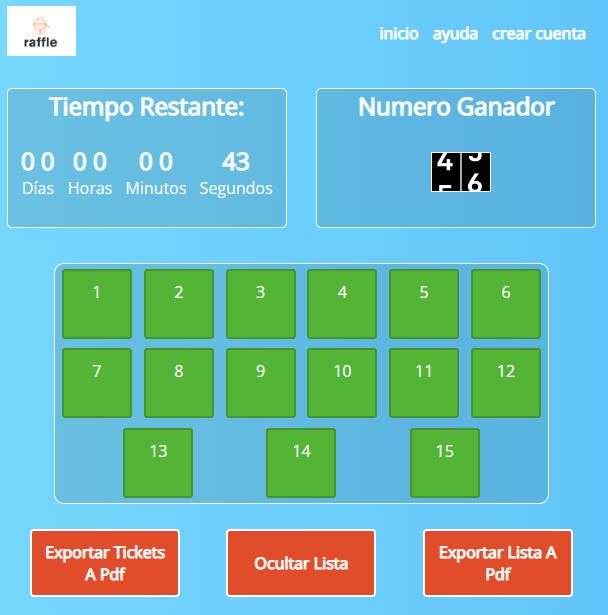 raffle
inicio ayuda crear cuenta
Tiempo Restante:
00 00 00 43
Días Horas Minutos Segundos
Numero Ganador
1 2 3 4 5 6
7 8 9 10 11 12
13 14 15
Exportar Tickets
A Pdf
Ocultar Lista
Exportar Lista A
Pdf